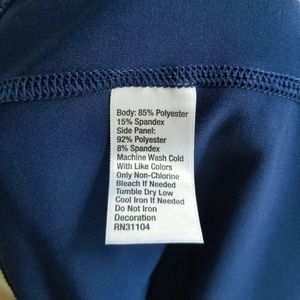 Body: 85% Polyester
15% Spandex
Side Panel:
92% Polyester
8% Spandex
Machine Wash Cold
With Like Colors
Only Non-Chlorine
Bleach If Needed
Tumble Dry Low
Cool Iron If Needed
Do Not Iron
Decoration
RN31104